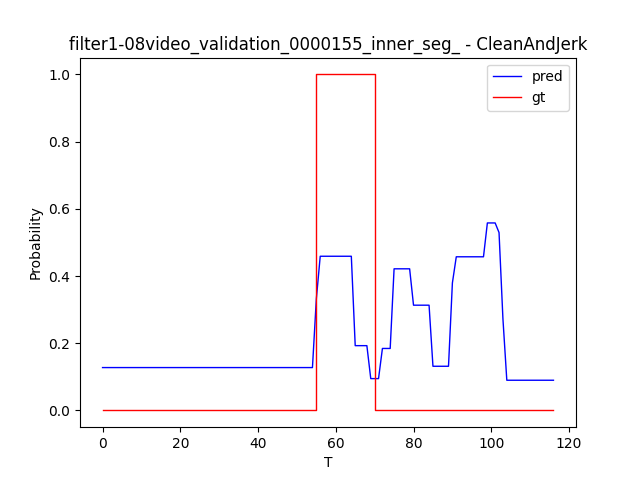 filter1-08video_validation_0000155_inner_seg_ - CleanAndJerk
pred
gt
1.0
0.8
0.6
0.4
0.2
0.0
Probability
0
20
40
60
80
100
120
T